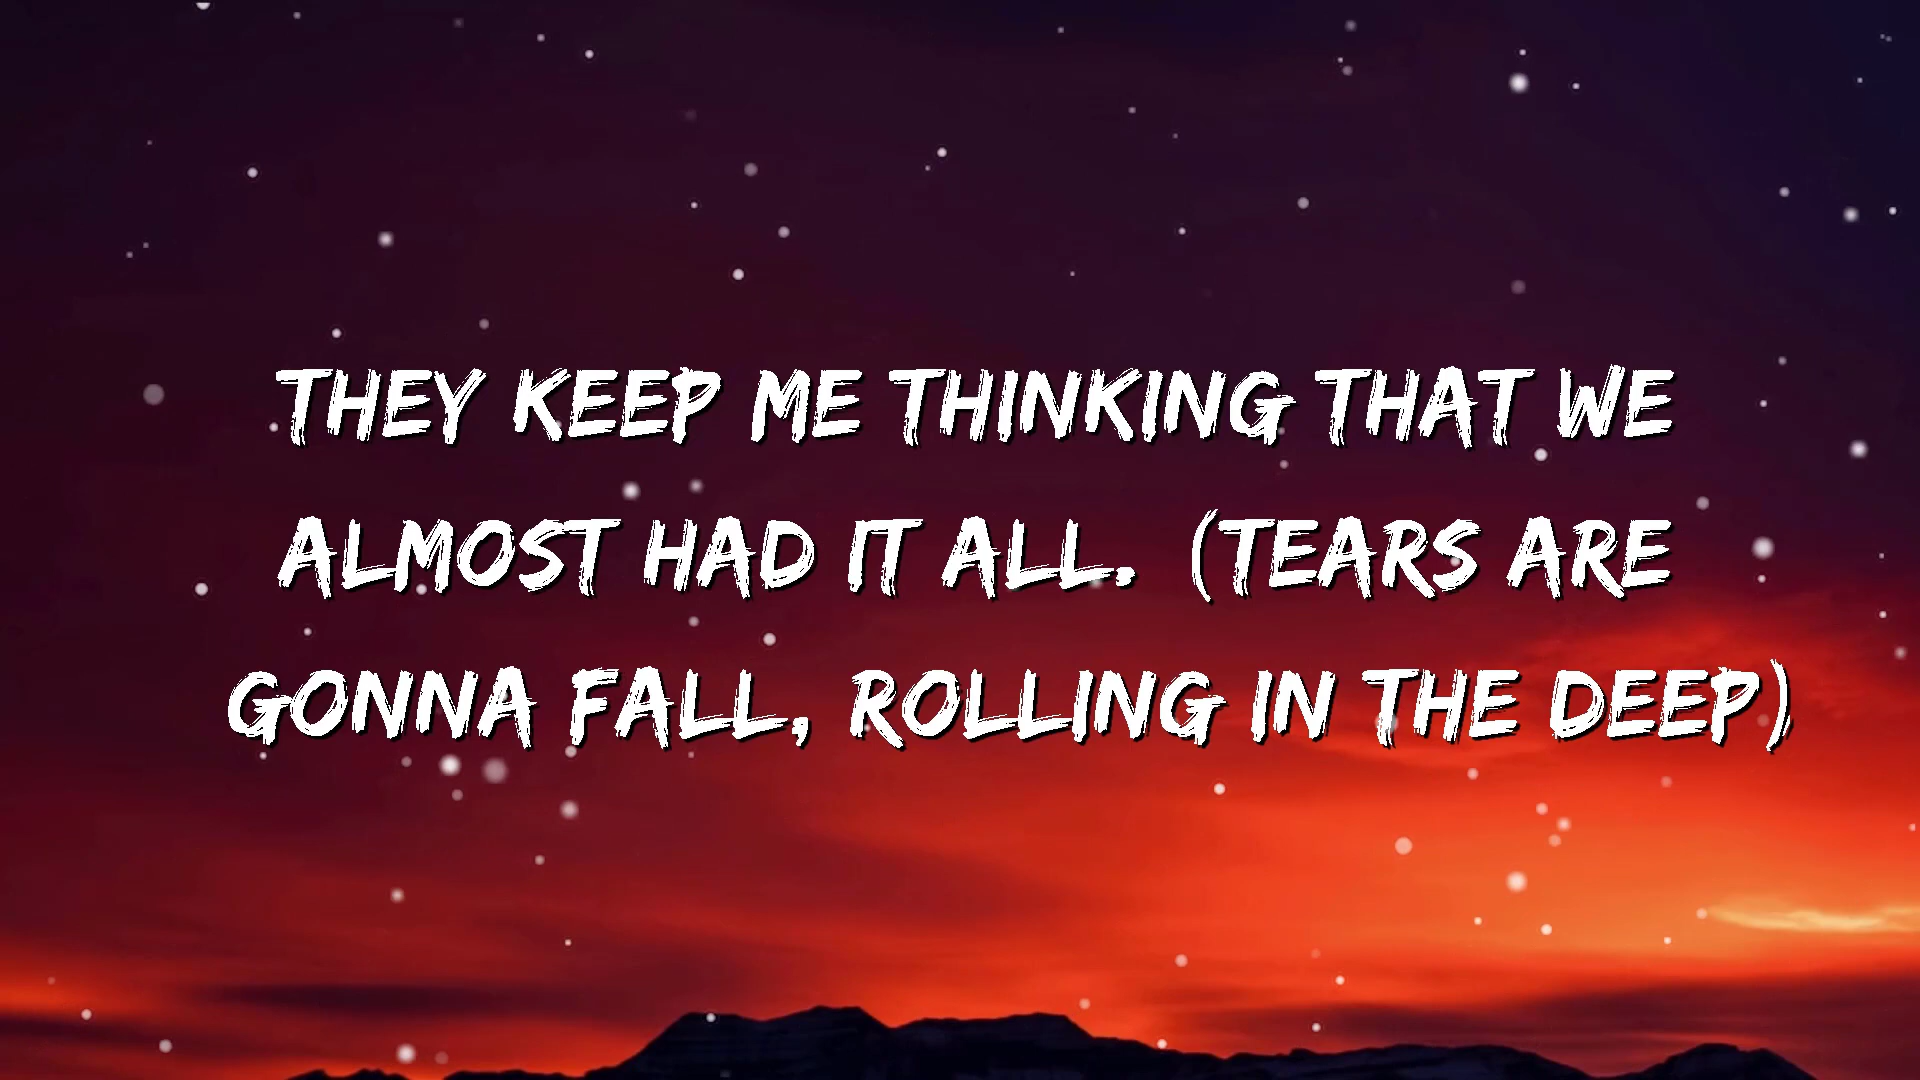 THEY KEEP ME THINKING THAT WE
ALMOST HAD IT ALL. (TEARS ARE
GONNA FALL, ROLLING IN THE DEEP)